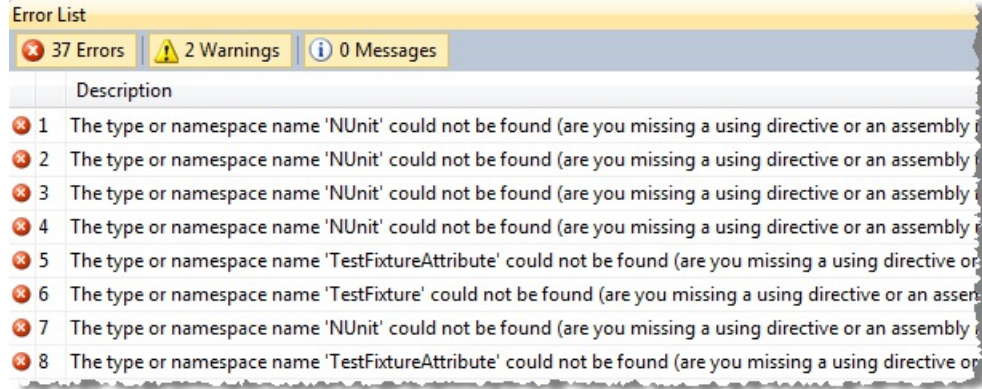 Error List
37 Errors 2 Warnings 0 Messages
Description
1 The type or namespace name 'NUnit' could not be found (are you missing a using directive or an assembly
2 The type or namespace name 'NUnit' could not be found (are you missing a using directive or an assembly
3 The type or namespace name 'NUnit' could not be found (are you missing a using directive or an assembly
4 The type or namespace name 'NUnit' could not be found (are you missing a using directive or an assembly
5 The type or namespace name 'TestFixtureAttribute' could not be found (are you missing a using directive or
6 The type or namespace name 'TestFixture' could not be found (are you missing a using directive or an
7 The type or namespace name 'NUnit' could not be found (are you missing a using directive or an assembly
8 The type or namespace name 'TestFixtureAttribute' could not be found (are you missing a using directive or